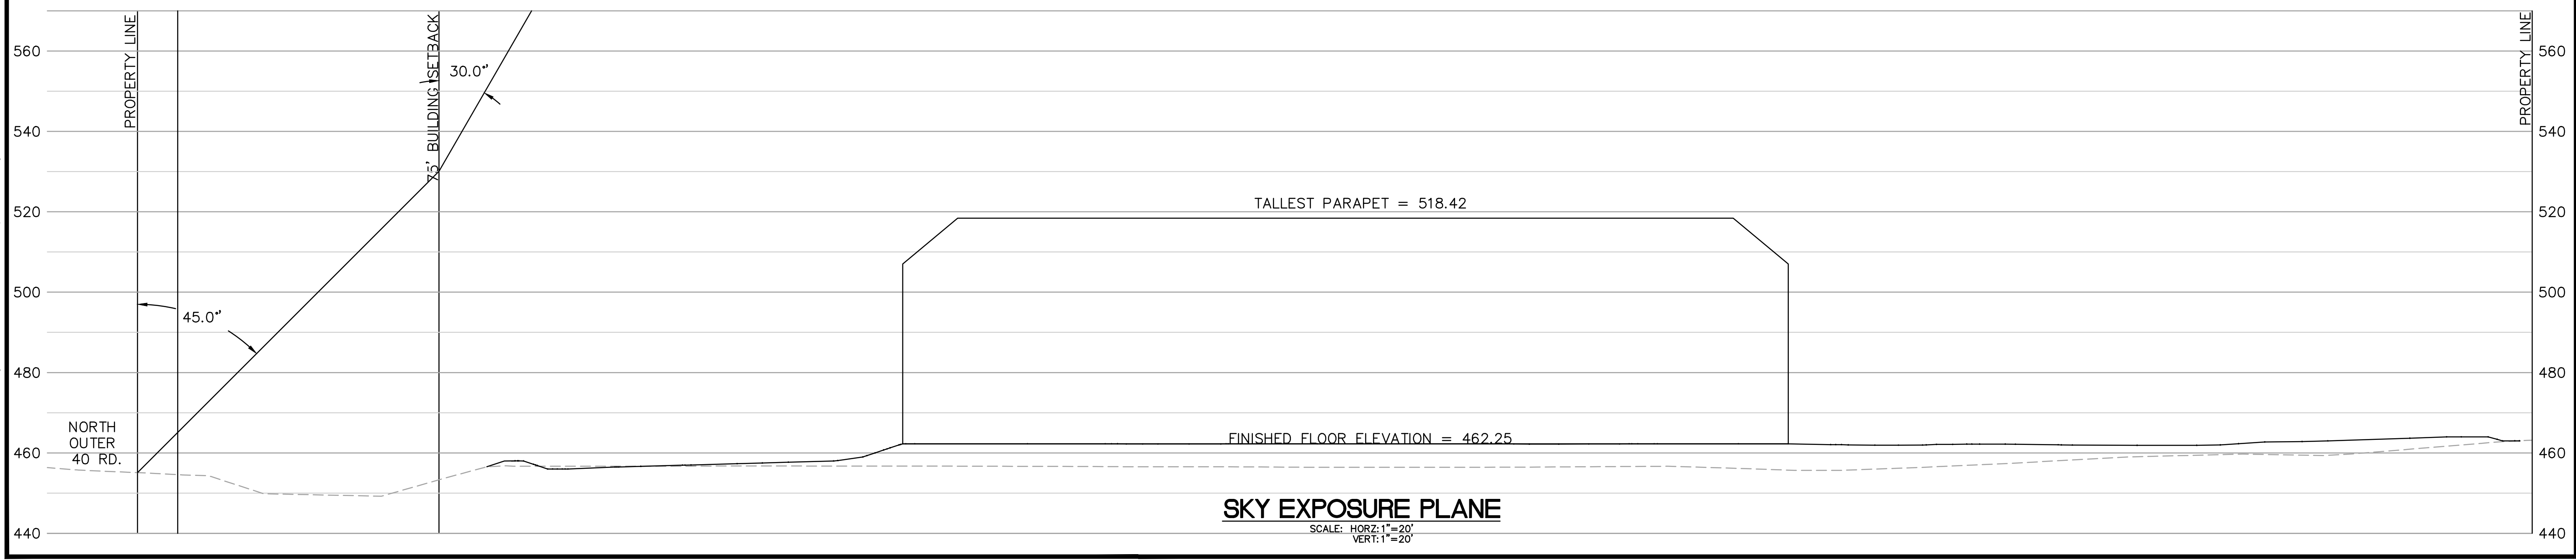 PROPERTY LINE
75' BUILDING SETBACK
PROPERTY LINE
30.0°
45.0°
560
540
520
500
480
460
440
560
540
520
500
480
460
440
TALLEST PARAPET = 518.42
NORTH
OUTER
40 RD.
FINISHED FLOOR ELEVATION = 462.25
SKY EXPOSURE PLANE
SCALE: HORZ:1"=20'
VERT:1"=20'